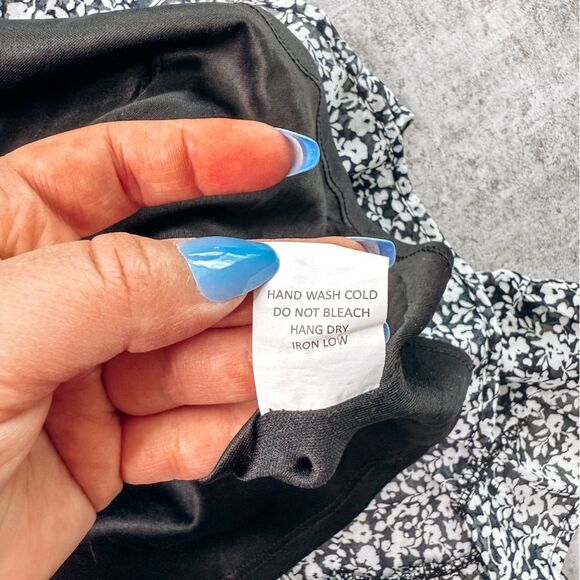 HAND WASH COLD
DO NOT BLEACH
HANG DRY
IRON LOW